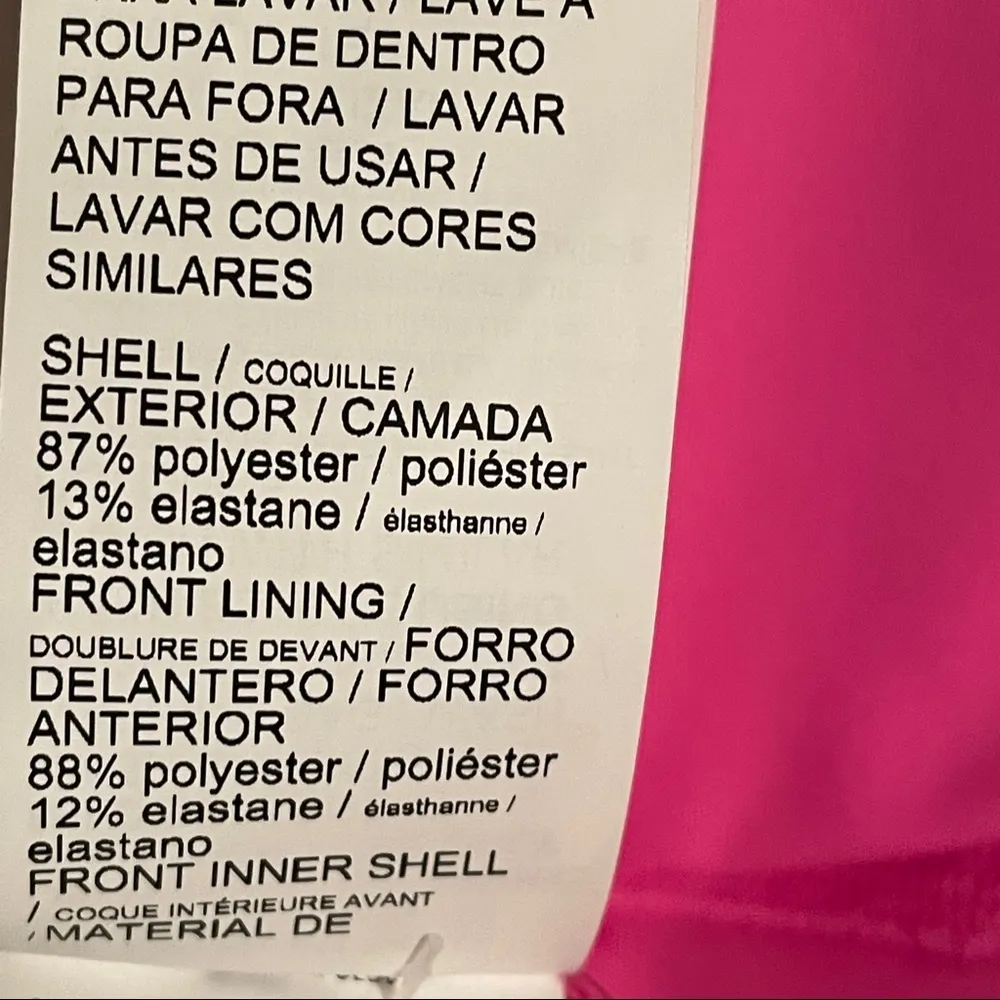 LAVAR / LAVE A
ROUPA DE DENTRO
PARA FORA / LAVAR
ANTES DE USAR /
LAVAR COM CORES
SIMILARES
SHELL / COQUILLE /
EXTERIOR / CAMADA
87% polyester / poliéster
13% elastane / élasthanne /
elastano
FRONT LINING /
DOUBLURE DE DEVANT / FORRO
DELANTERO / FORRO
ANTERIOR
88% polyester / poliéster
12% elastane / élasthanne /
elastano
FRONT INNER SHELL
/ COQUE INTÉRIEURE AVANT
/ MATERIAL DE